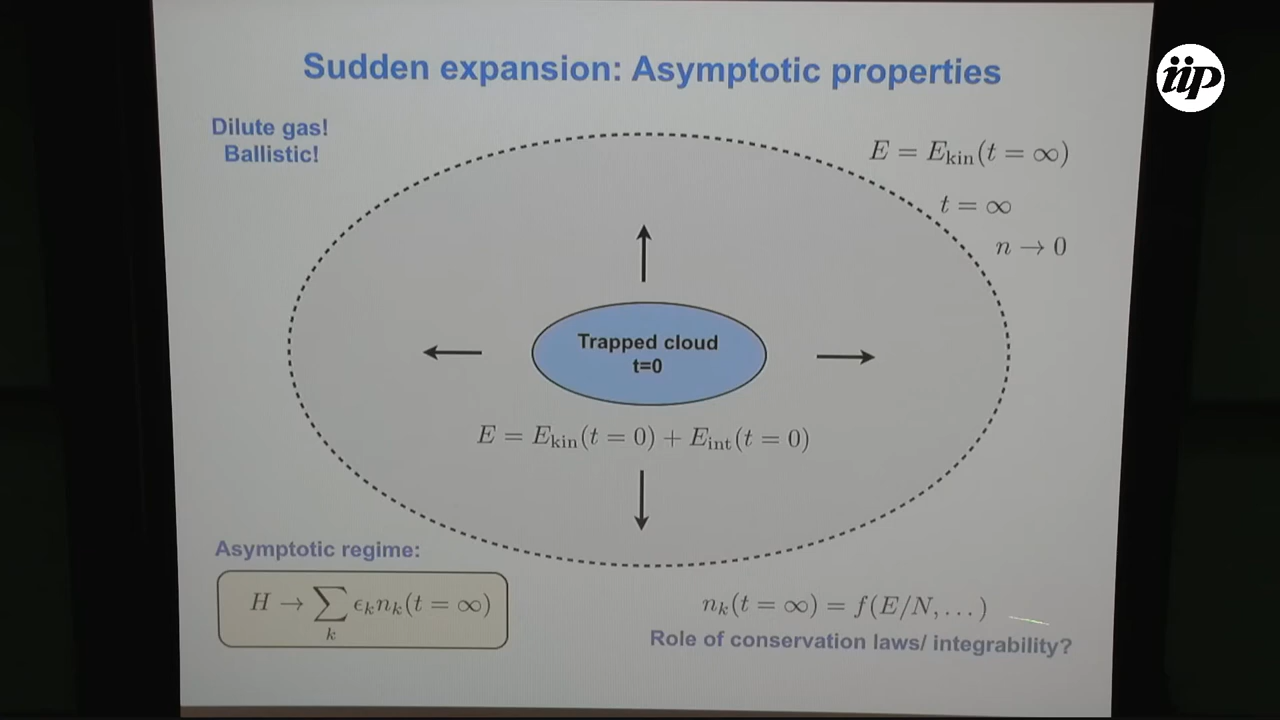 Sudden expansion: Asymptotic properties
iip
Dilute gas!
Ballistic!
E = E_kin(t = ∞)
t = ∞
n → 0
Trapped cloud
t=0
E = E_kin(t = 0) + E_int(t = 0)
Asymptotic regime:
H → ∑_k ϵ_k n_k(t = ∞)
n_k(t = ∞) = f(E/N, . . . )
Role of conservation laws/ integrability?